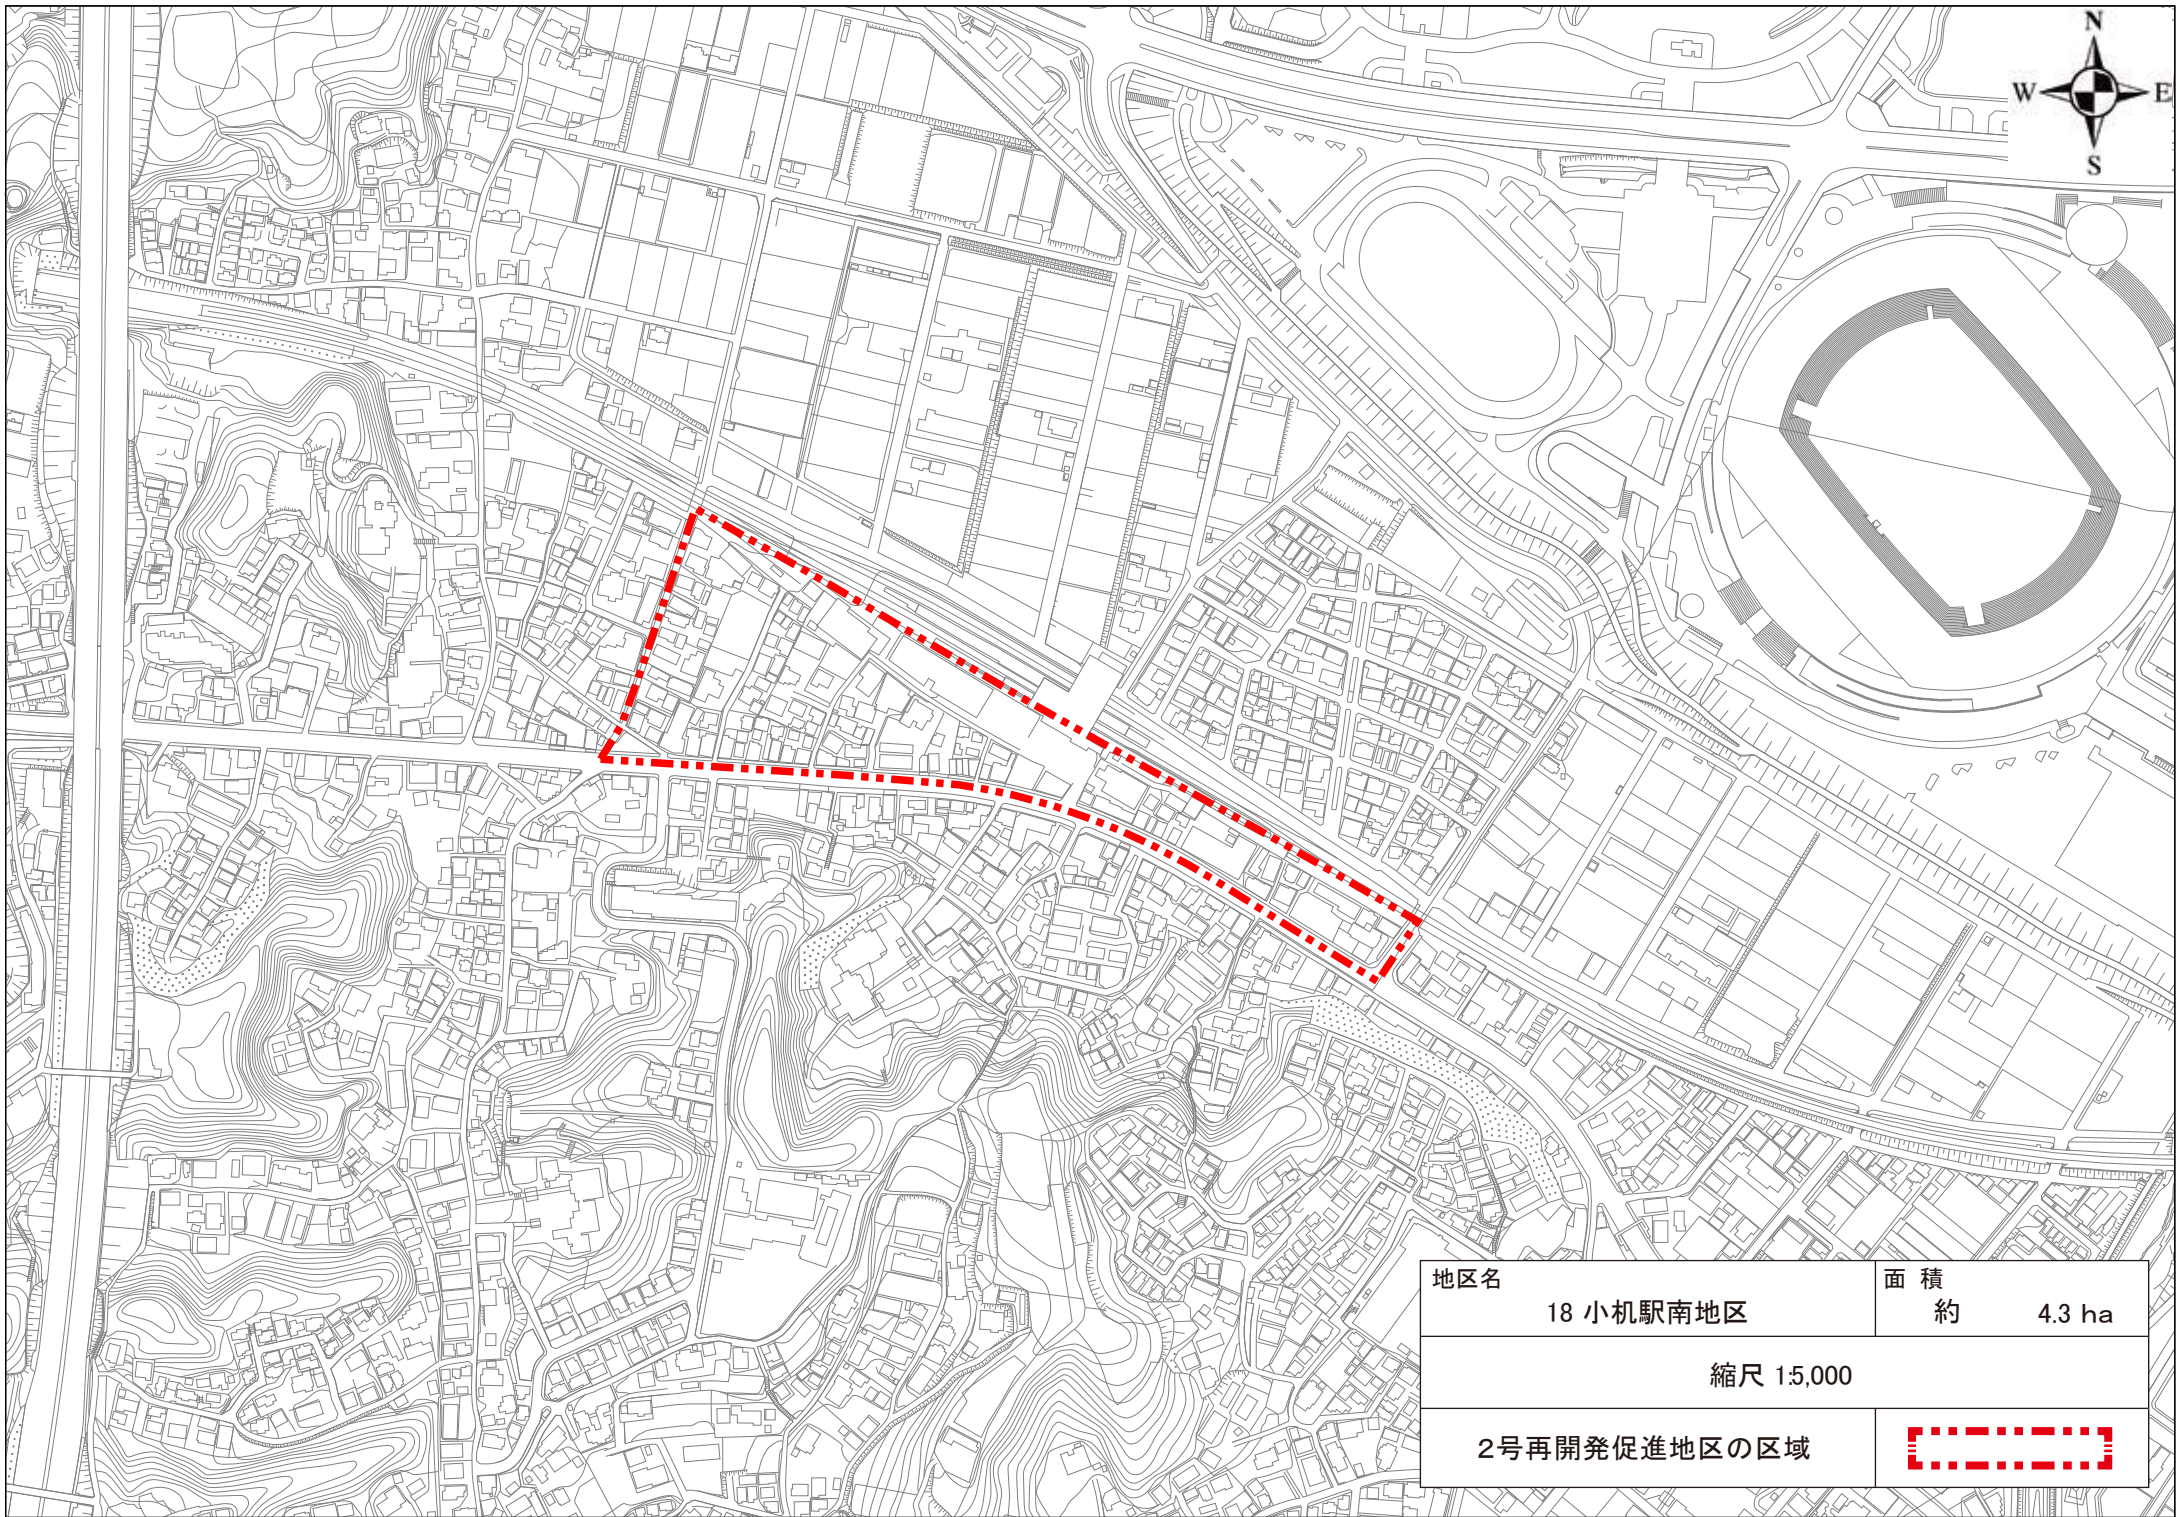 N
W E
S
地区名
18 小机駅南地区
面 積
約 4.3 ha
縮尺 1:5,000
2号再開発促進地区の区域